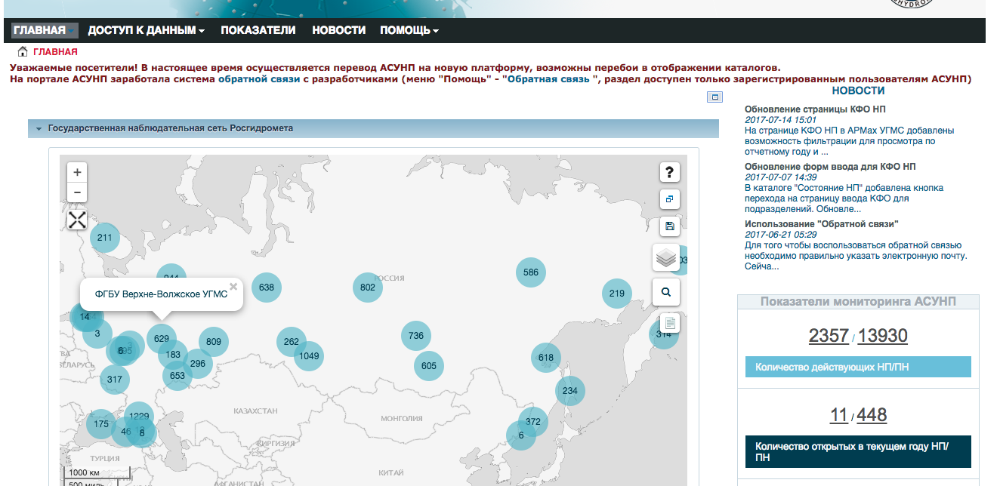 ГЛАВНАЯ ДОСТУП К ДАННЫМ ПОКАЗАТЕЛИ НОВОСТИ ПОМОЩЬ
ГЛАВНАЯ
Уважаемые посетители! В настоящее время осуществляется перевод АСУНП на новую платформу, возможны перебои в отображении каталогов.
На портале АСУНП заработала система обратной связи с разработчиками (меню "Помощь" - "Обратная связь ", раздел доступен только зарегистрированным пользователям АСУНП)
НОВОСТИ
Обновление страницы КФО НП
2017-07-14 15:01
На странице КФО НП в АРМах УГМС добавлены
возможность фильтрации для просмотра по
отчетному году и ...
Обновление форм ввода для КФО НП
2017-07-07 14:39
В каталоге "Состояние НП" добавлена кнопка
перехода на страницу ввода КФО для
подразделений. Обновле...
Использование "Обратной связи"
2017-06-21 05:29
Для того чтобы воспользоваться обратной связью
необходимо правильно указать электронную почту.
Сейча...
Показатели мониторинга АСУНП
2357 / 13930
Количество действующих НП/ПН
11 / 448
Количество открытых в текущем году НП/
ПН
Государственная наблюдательная сеть Росгидромета
+
−
?
211
638
802
РОССИЯ
586
219
ФГБУ Верхне-Волжское УГМС ×
3
629
809
183
296
653
317
262
1049
736
605
618
234
314
372
6
175
1229
46
8
КАЗАХСТАН
МОНГОЛИЯ
КИРГИЗИЯ
ТУРЦИЯ
КИТАЙ
АФГАНИСТАН
1000 км
500 миль